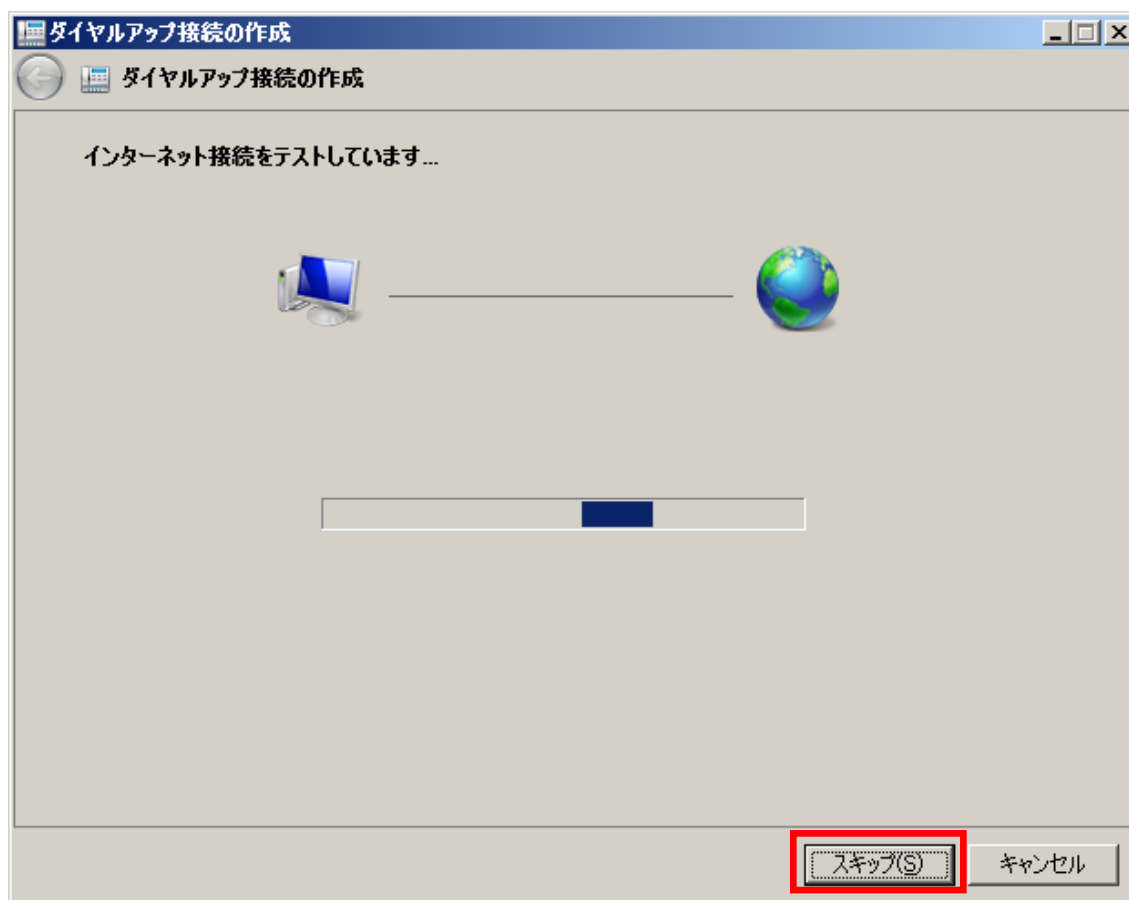 ダイヤルアップ接続の作成
ダイヤルアップ接続の作成
インターネット接続をテストしています...
スキップ(S)
キャンセル